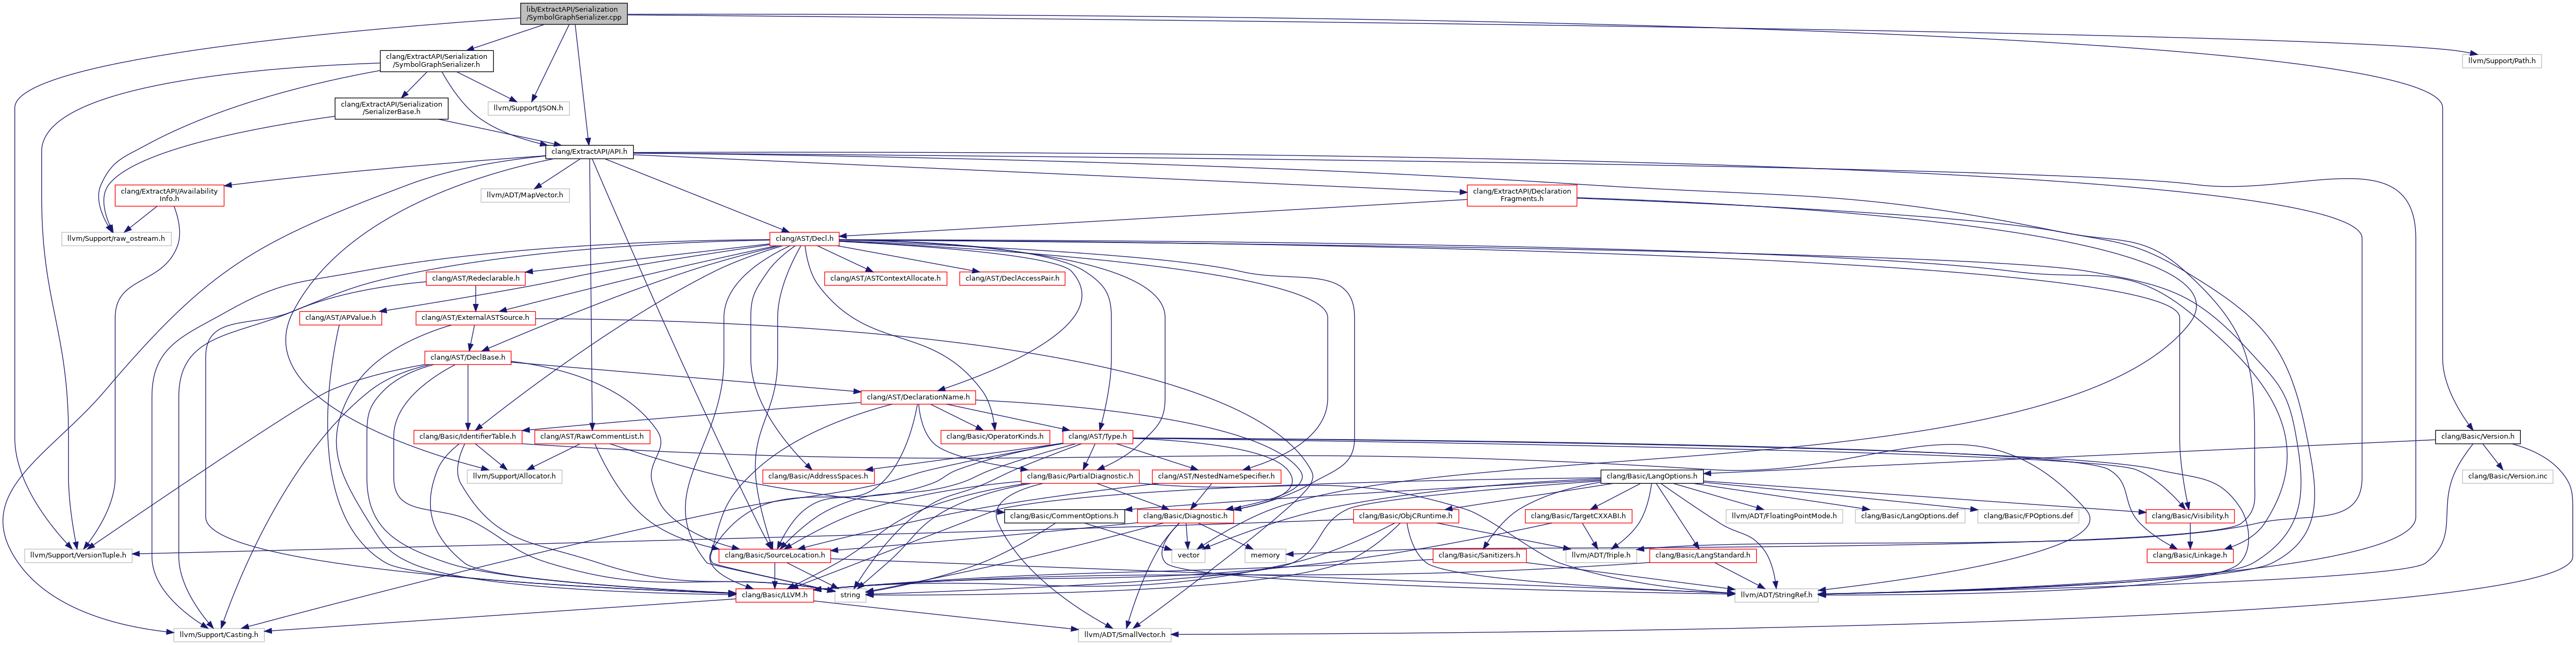 lib/ExtractAPI/Serialization
/SymbolGraphSerializer.cpp
clang/ExtractAPI/Serialization
/SymbolGraphSerializer.h
llvm/Support/Path.h
clang/ExtractAPI/Serialization
/SerializerBase.h
llvm/Support/JSON.h
clang/ExtractAPI/API.h
clang/ExtractAPI/Availability
Info.h
llvm/ADT/MapVector.h
clang/ExtractAPI/Declaration
Fragments.h
llvm/Support/raw_ostream.h
clang/AST/Decl.h
clang/AST/Redeclarable.h
clang/AST/ASTContextAllocate.h
clang/AST/DeclAccessPair.h
clang/AST/APValue.h
clang/AST/ExternalASTSource.h
clang/AST/DeclBase.h
clang/AST/DeclarationName.h
clang/Basic/IdentifierTable.h
clang/AST/RawCommentList.h
clang/Basic/OperatorKinds.h
clang/AST/Type.h
clang/Basic/Version.h
llvm/Support/Allocator.h
clang/Basic/AddressSpaces.h
clang/Basic/PartialDiagnostic.h
clang/AST/NestedNameSpecifier.h
clang/Basic/LangOptions.h
clang/Basic/Version.inc
clang/Basic/CommentOptions.h
clang/Basic/Diagnostic.h
clang/Basic/ObjCRuntime.h
clang/Basic/TargetCXXABI.h
llvm/ADT/FloatingPointMode.h
clang/Basic/LangOptions.def
clang/Basic/FPOptions.def
clang/Basic/Visibility.h
llvm/Support/VersionTuple.h
clang/Basic/SourceLocation.h
vector
memory
clang/Basic/Sanitizers.h
llvm/ADT/Triple.h
clang/Basic/LangStandard.h
clang/Basic/Linkage.h
clang/Basic/LLVM.h
string
llvm/ADT/StringRef.h
llvm/Support/Casting.h
llvm/ADT/SmallVector.h